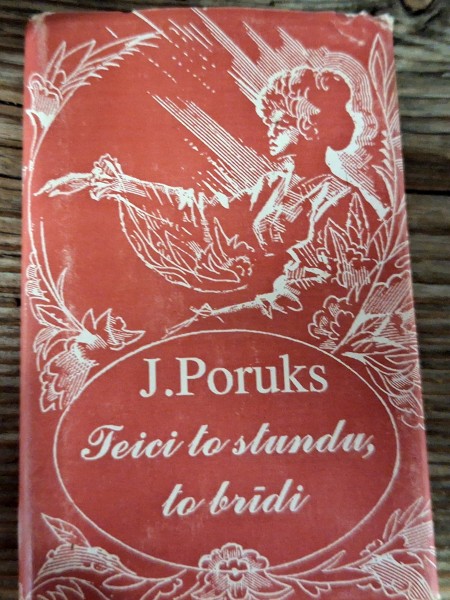 J.Poruks
Teici to stundu,
to brīdi